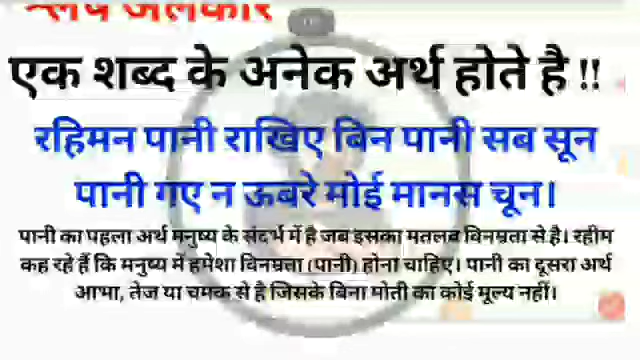 श्लेष अलंकार
एक शब्द के अनेक अर्थ होते है !!
रहिमन पानी राखिए बिन पानी सब सून
पानी गए न ऊबरे मोई मानस चून।
पानी का पहला अर्थ मनुष्य के संदर्भ में है जब इसका मतलब विनम्रता से है। रहीम
कह रहे हैं कि मनुष्य में हमेशा विनम्रता (पानी) होना चाहिए। पानी का दूसरा अर्थ
आभा, तेज या चमक से है जिसके बिना मोती का कोई मूल्य नहीं।